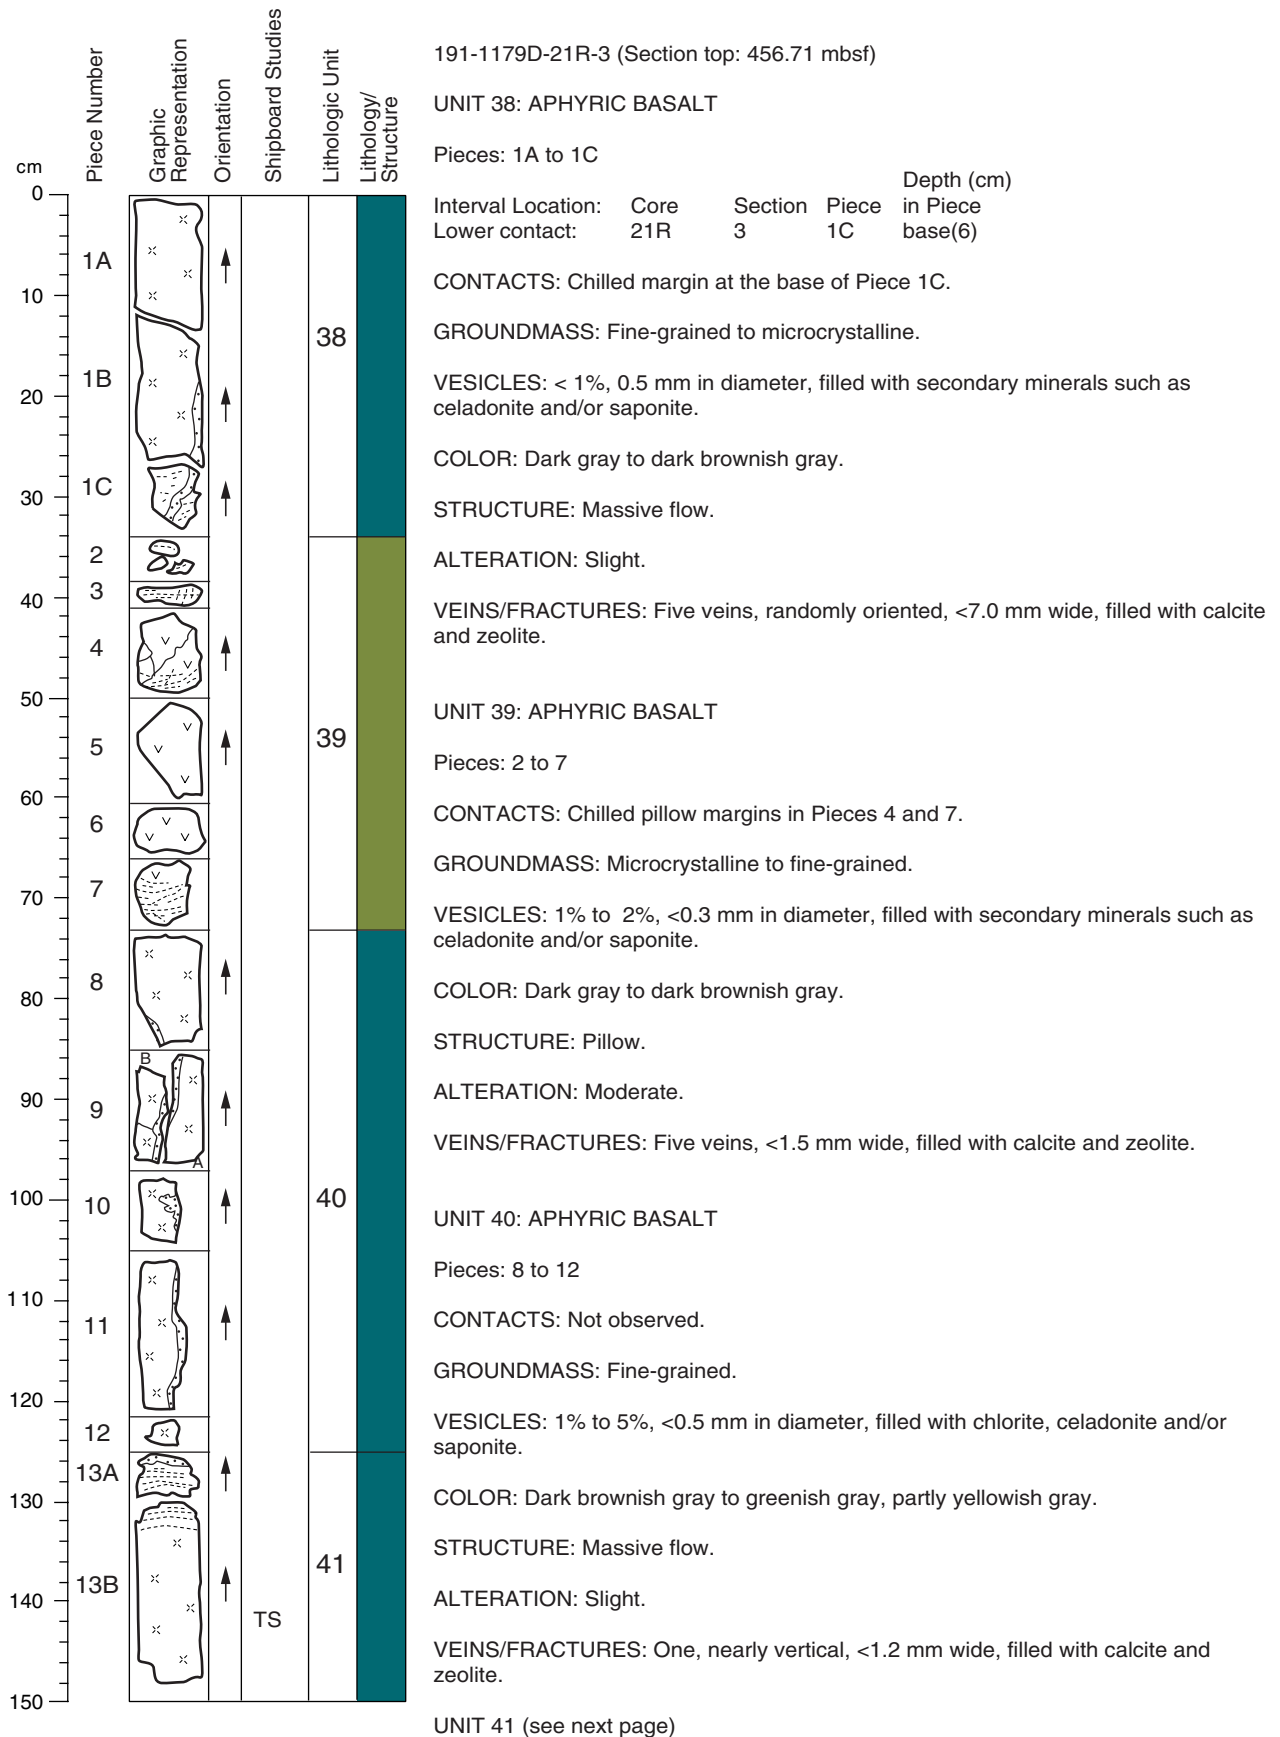 cm
Piece Number
Graphic
Representation
Orientation
Shipboard Studies
Lithologic Unit
Lithology/
Structure
0
10
20
30
40
50
60
70
80
90
100
110
120
130
140
150
1A
1B
1C
2
3
4
5
6
7
8
9
10
11
12
13A
13B
B
A
TS
38
39
40
41
191-1179D-21R-3 (Section top: 456.71 mbsf)
UNIT 38: APHYRIC BASALT
Pieces: 1A to 1C
Depth (cm)
Interval Location: Core Section Piece in Piece
Lower contact: 21R 3 1C base(6)
CONTACTS: Chilled margin at the base of Piece 1C.
GROUNDMASS: Fine-grained to microcrystalline.
VESICLES: < 1%, 0.5 mm in diameter, filled with secondary minerals such as
celadonite and/or saponite.
COLOR: Dark gray to dark brownish gray.
STRUCTURE: Massive flow.
ALTERATION: Slight.
VEINS/FRACTURES: Five veins, randomly oriented, <7.0 mm wide, filled with calcite
and zeolite.
UNIT 39: APHYRIC BASALT
Pieces: 2 to 7
CONTACTS: Chilled pillow margins in Pieces 4 and 7.
GROUNDMASS: Microcrystalline to fine-grained.
VESICLES: 1% to 2%, <0.3 mm in diameter, filled with secondary minerals such as
celadonite and/or saponite.
COLOR: Dark gray to dark brownish gray.
STRUCTURE: Pillow.
ALTERATION: Moderate.
VEINS/FRACTURES: Five veins, <1.5 mm wide, filled with calcite and zeolite.
UNIT 40: APHYRIC BASALT
Pieces: 8 to 12
CONTACTS: Not observed.
GROUNDMASS: Fine-grained.
VESICLES: 1% to 5%, <0.5 mm in diameter, filled with chlorite, celadonite and/or
saponite.
COLOR: Dark brownish gray to greenish gray, partly yellowish gray.
STRUCTURE: Massive flow.
ALTERATION: Slight.
VEINS/FRACTURES: One, nearly vertical, <1.2 mm wide, filled with calcite and
zeolite.
UNIT 41 (see next page)